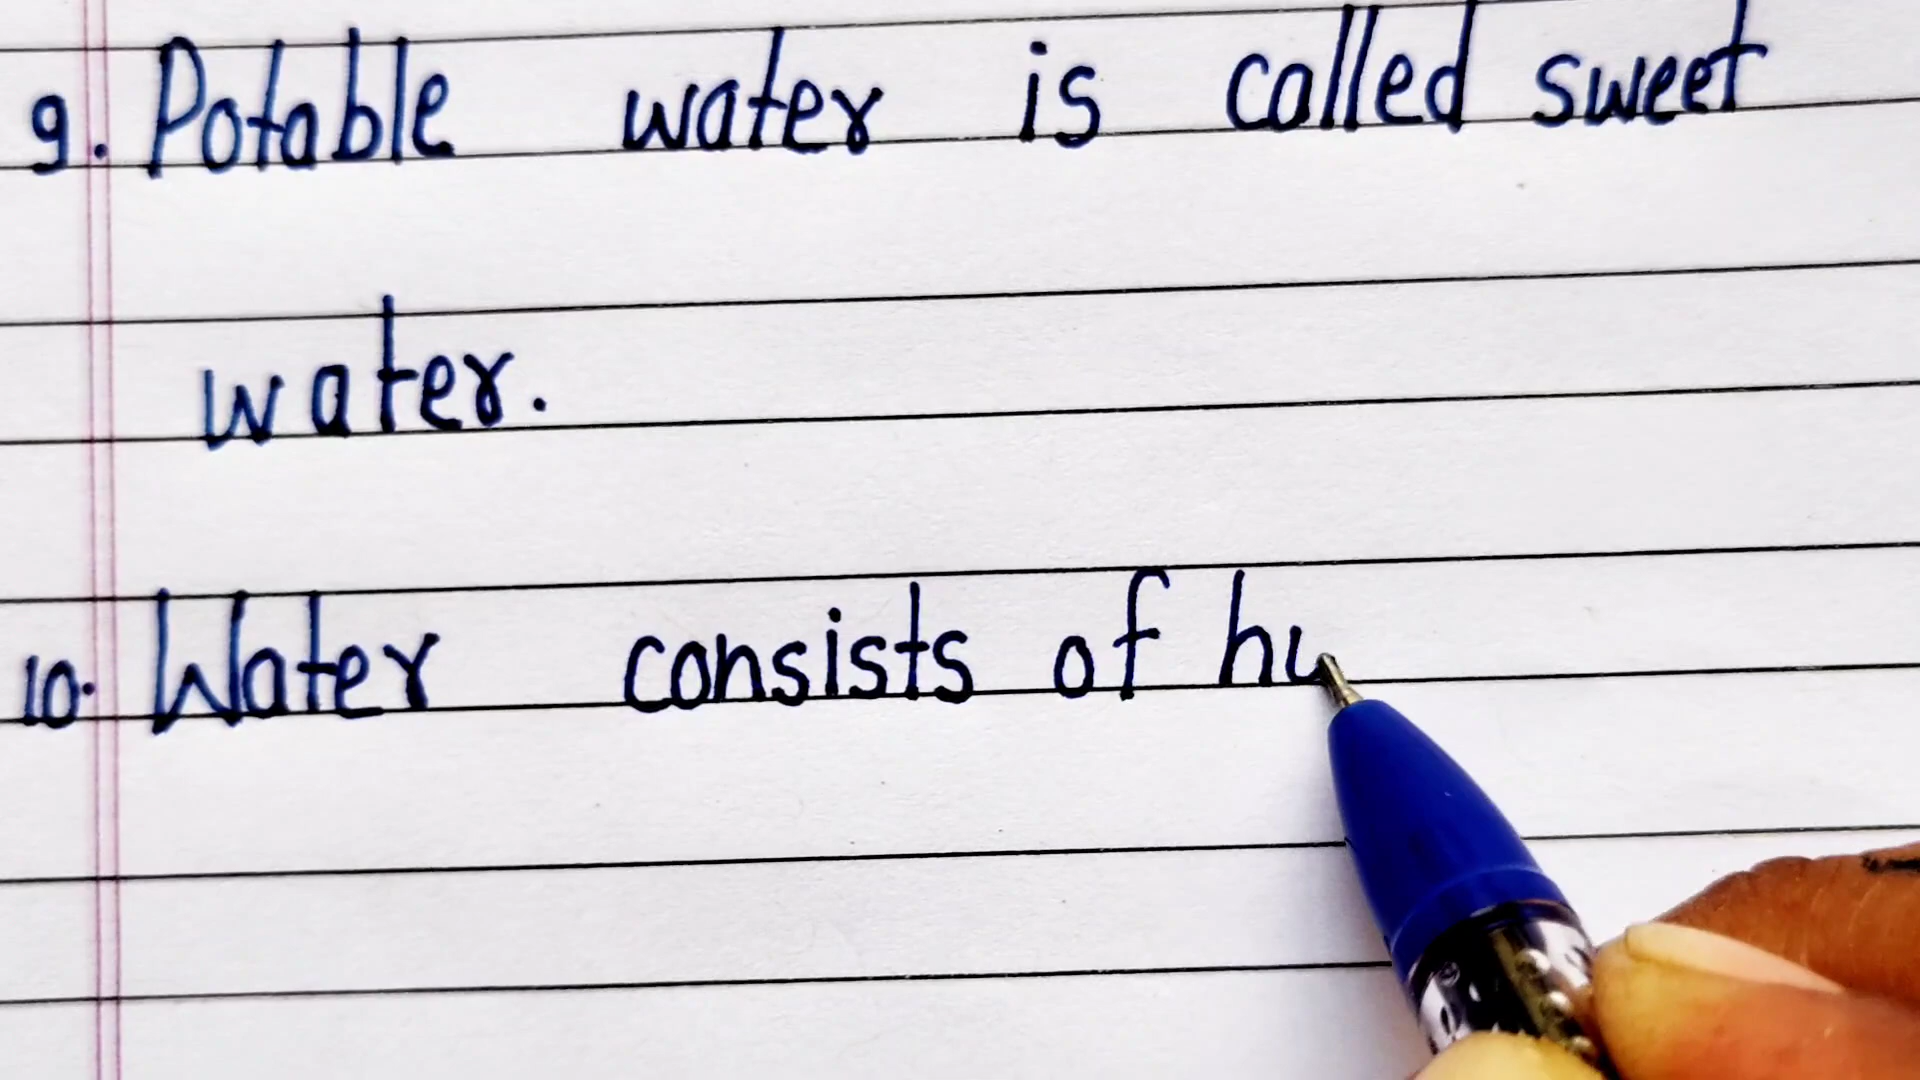 9. Potable water is called sweet
water.
10. Water consists of